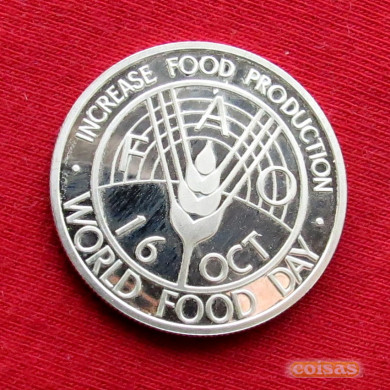 · INCREASE FOOD PRODUCTION ·
F A O
16 OCT
WORLD FOOD DAY
coisas